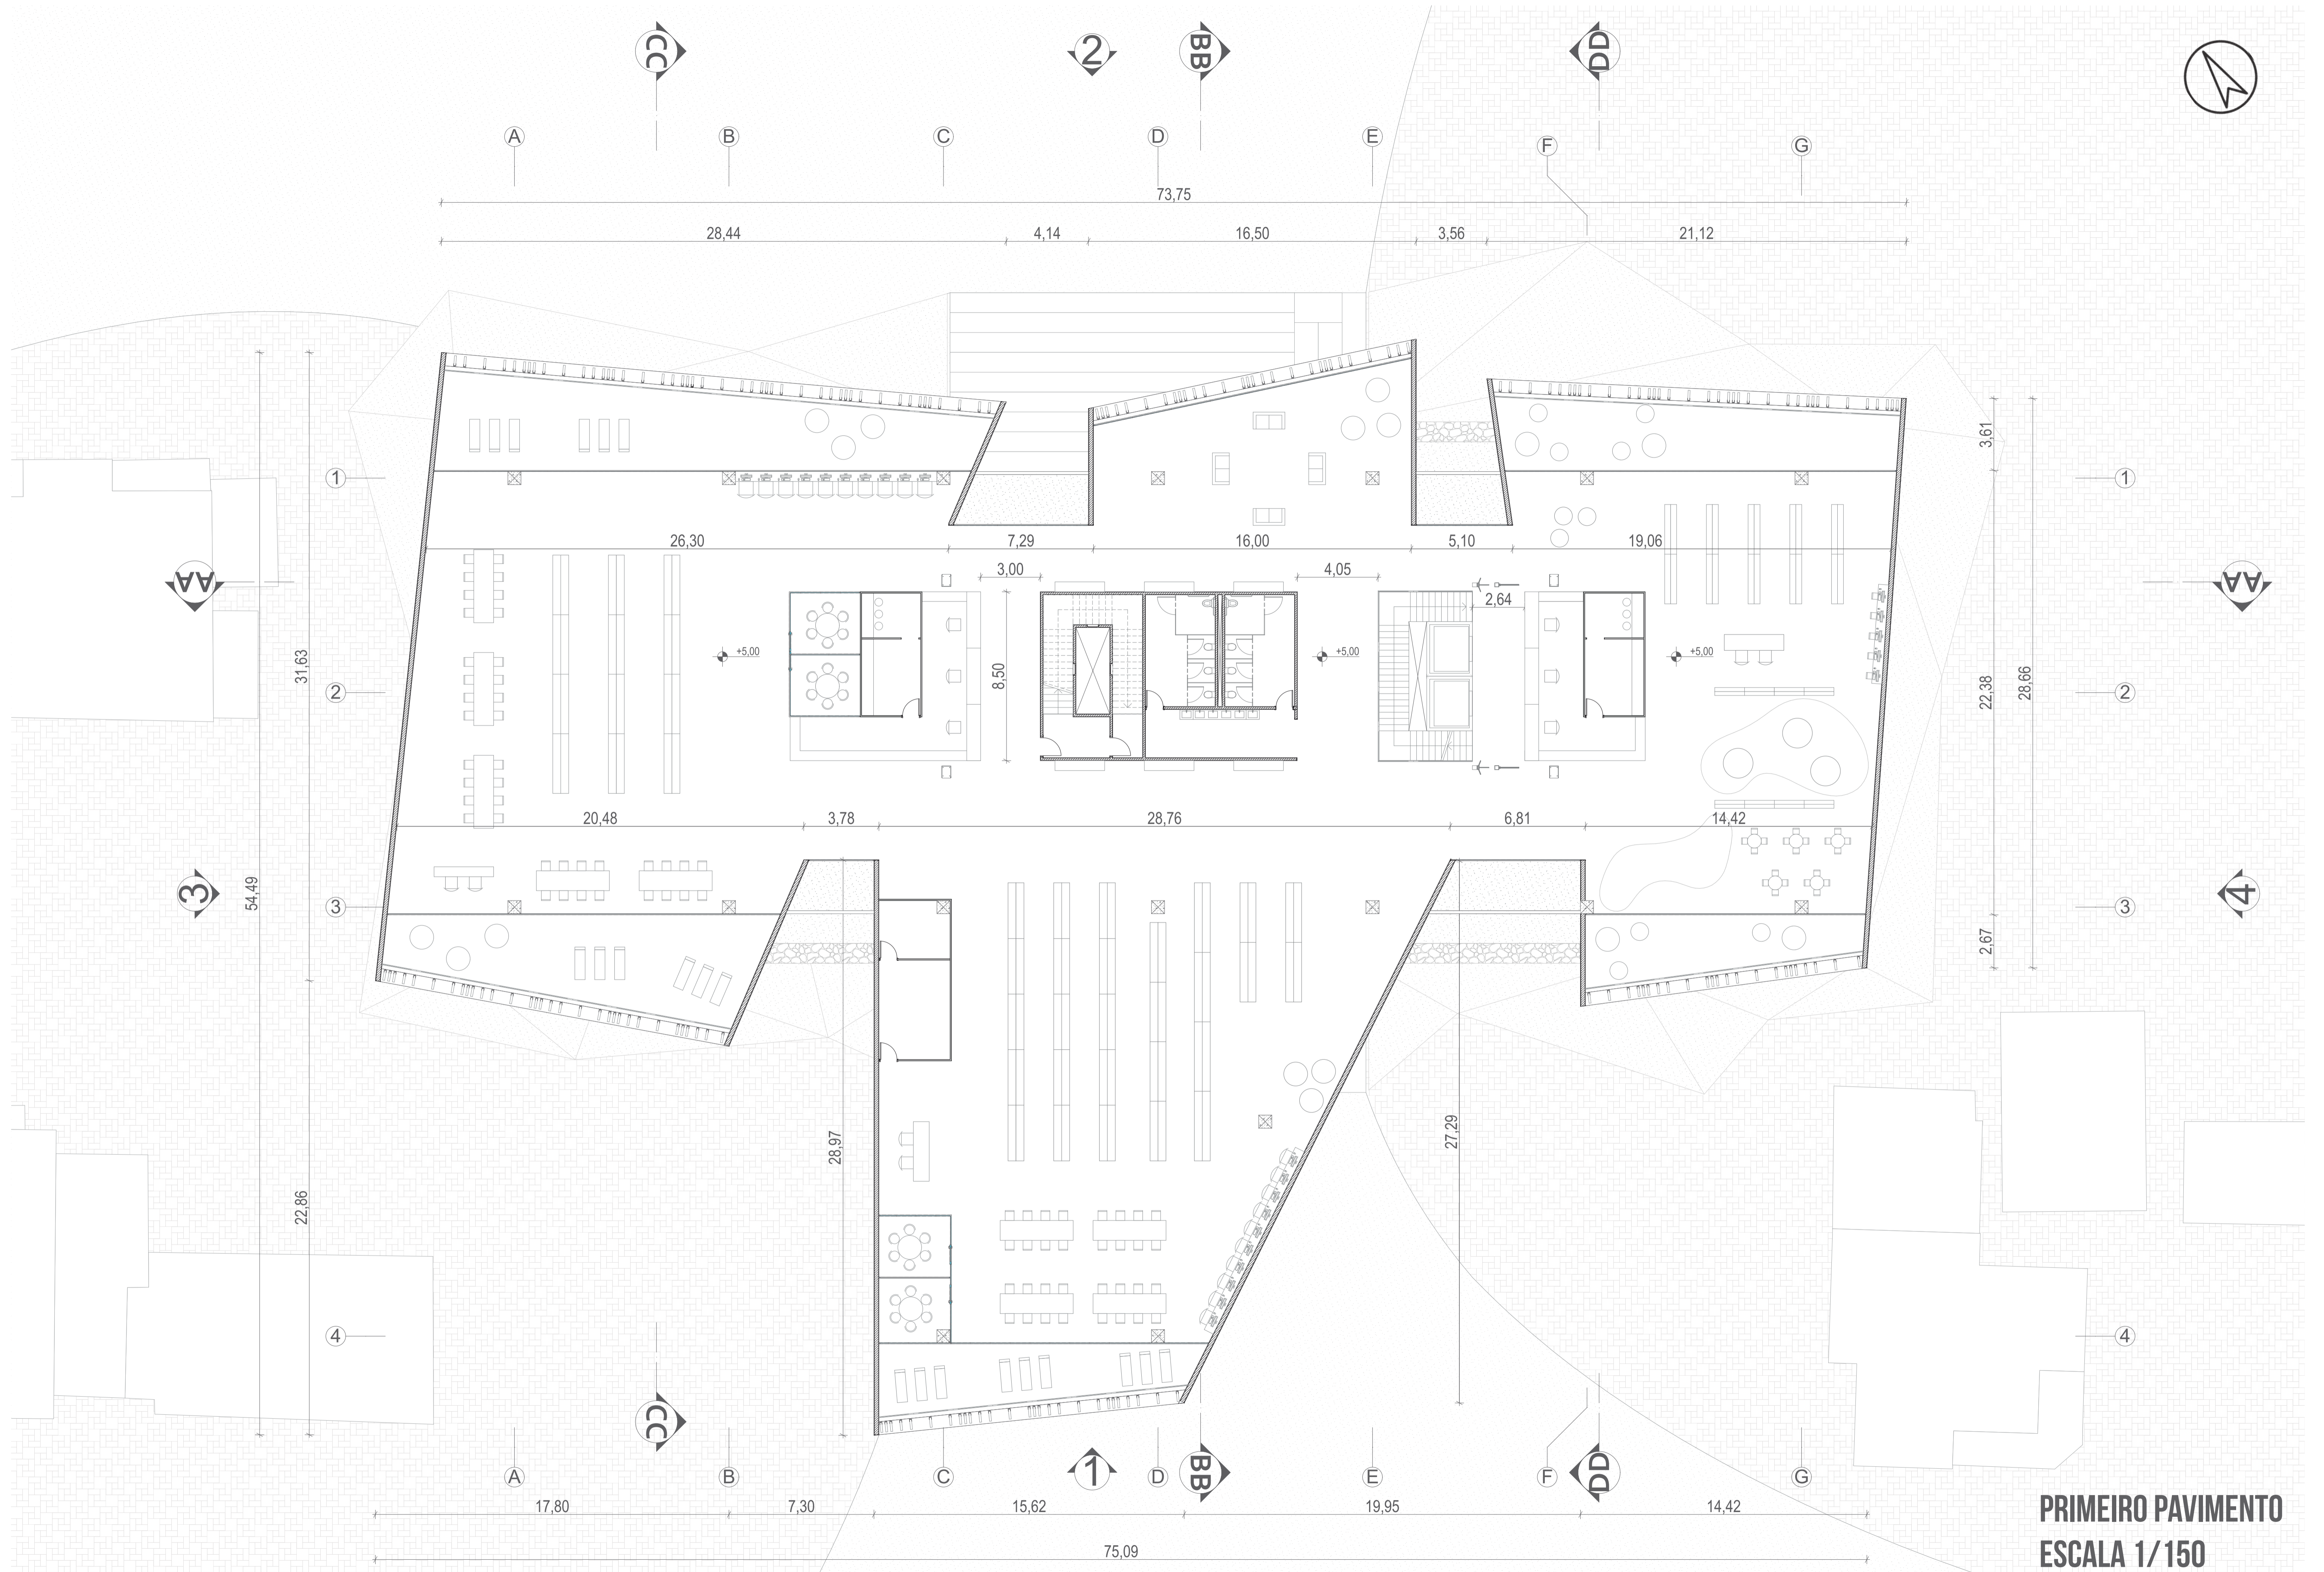 CC
2
BB
DD
A
B
C
D
E
F
G
73,75
28,44
4,14
16,50
3,56
21,12
3,61
1
1
26,30
7,29
16,00
5,10
19,06
3,00
4,05
2,64
AA
AA
31,63
+5,00
+5,00
+5,00
8,50
22,38
28,66
2
2
20,48
3,78
28,76
6,81
14,42
3
54,49
3
4
3
2,67
28,97
27,29
22,86
4
4
CC
A
B
C
1
D
BB
E
F
DD
G
17,80
7,30
15,62
19,95
14,42
75,09
PRIMEIRO PAVIMENTO
ESCALA 1/150